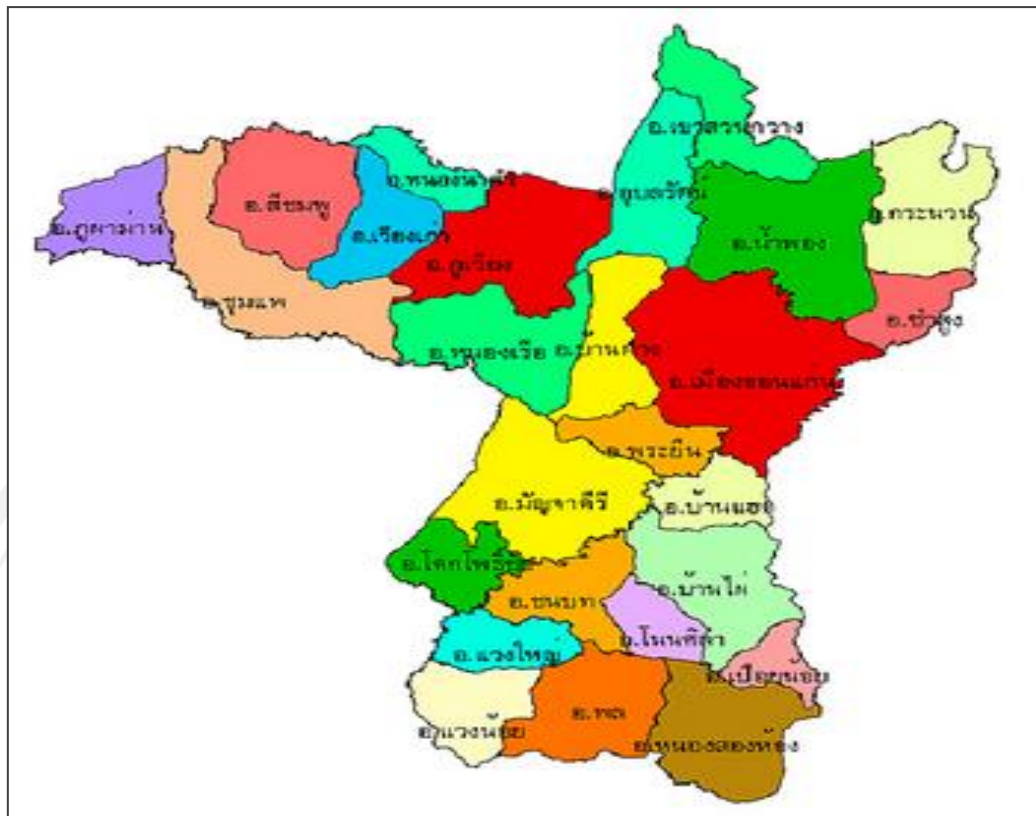 อ.เขาสวนกวาง
อ.หนองนาคำ
อ.อุบลรัตน์
อ.กระนวน
อ.สีชมพู
อ.ภูผาม่าน
อ.เวียงเก่า
อ.น้ำพอง
อ.ภูเวียง
อ.ชุมแพ
อ.ซำสูง
อ.หนองเรือ
อ.บ้านฝาง
อ.เมืองขอนแก่น
อ.พระยืน
อ.มัญจาคีรี
อ.บ้านแฮด
อ.โคกโพธิ์ไชย
อ.บ้านไผ่
อ.ชนบท
อ.โนนศิลา
อ.แวงใหญ่
อ.เปือยน้อย
อ.พล
อ.แวงน้อย
อ.หนองสองห้อง